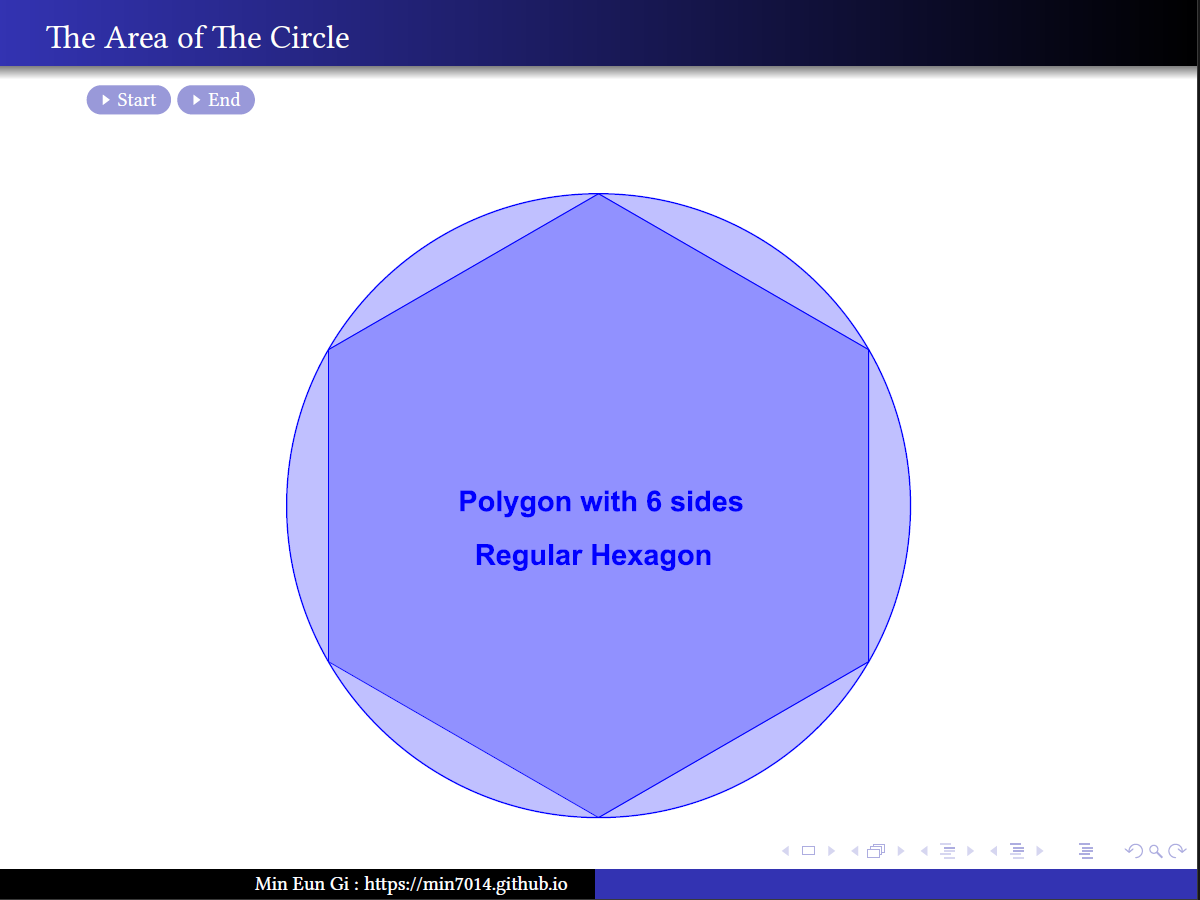 The Area of The Circle
Start
End
Polygon with 6 sides
Regular Hexagon
Min Eun Gi : https://min7014.github.io